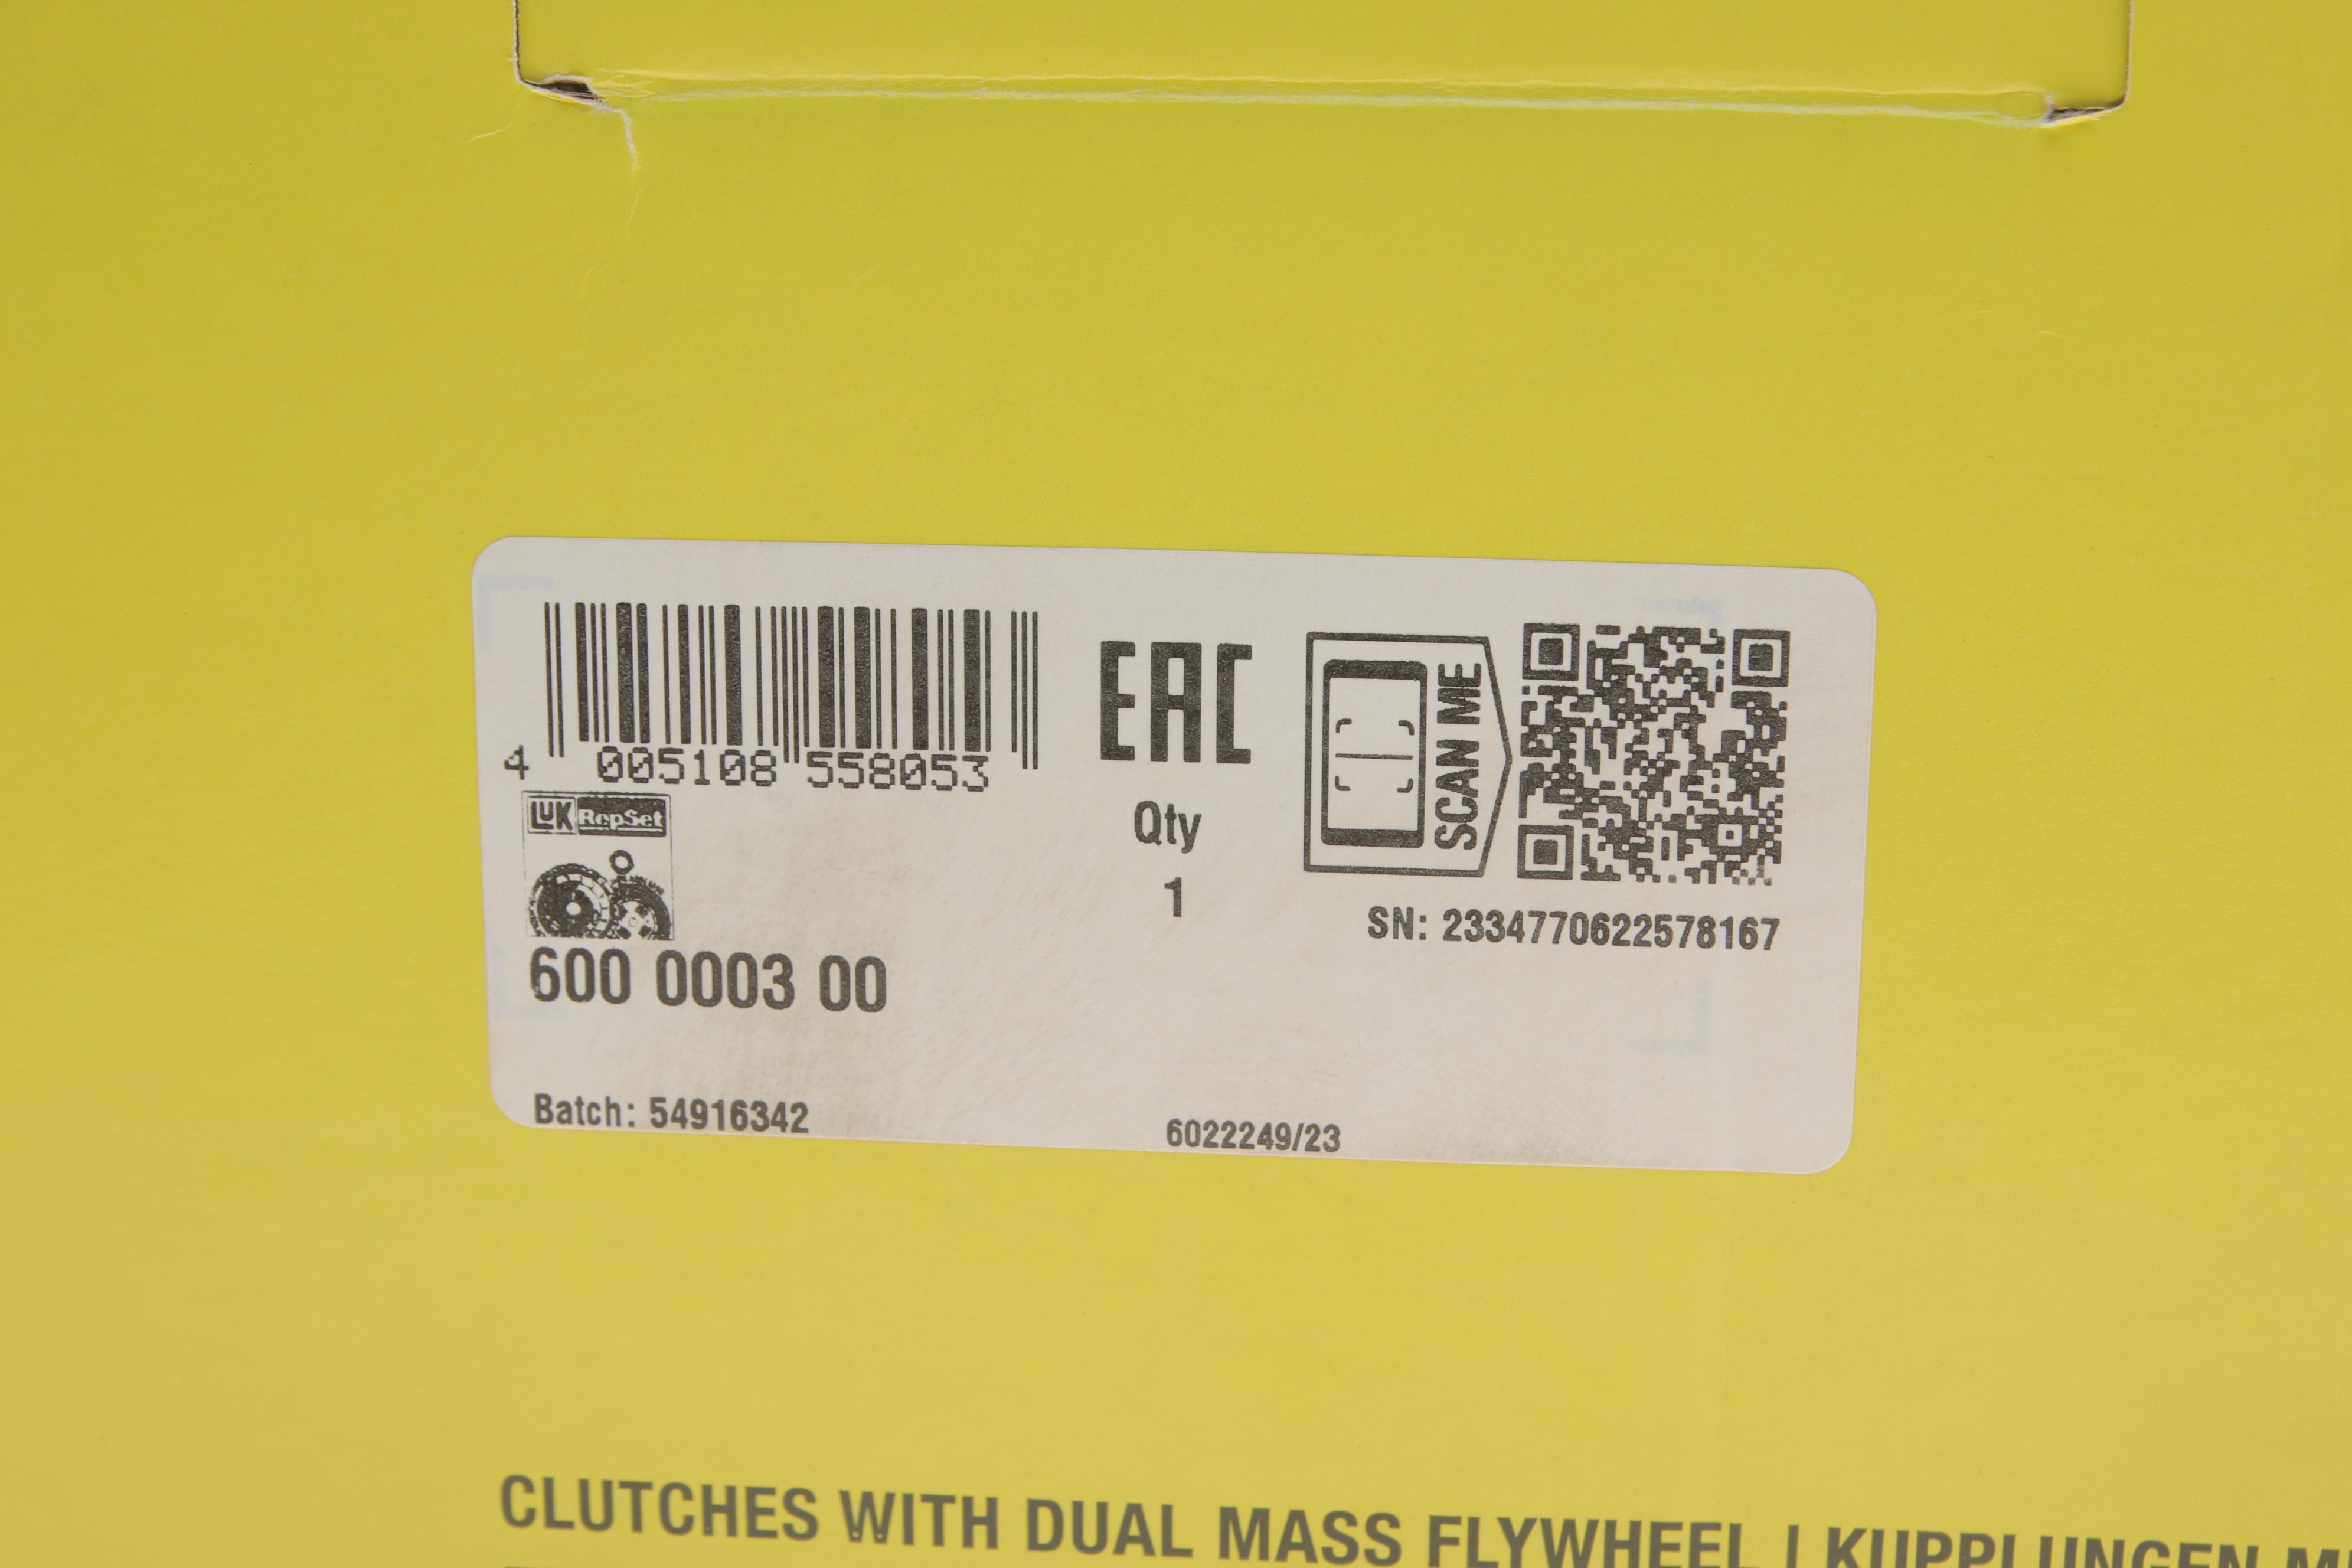 4 005108 558053
EAC
SCAN ME
LuK RepSet
Qty
1
SN: 2334770622578167
600 0003 00
Batch: 54916342
6022249/23
CLUTCHES WITH DUAL MASS FLYWHEEL | KUPPLUNGEN M